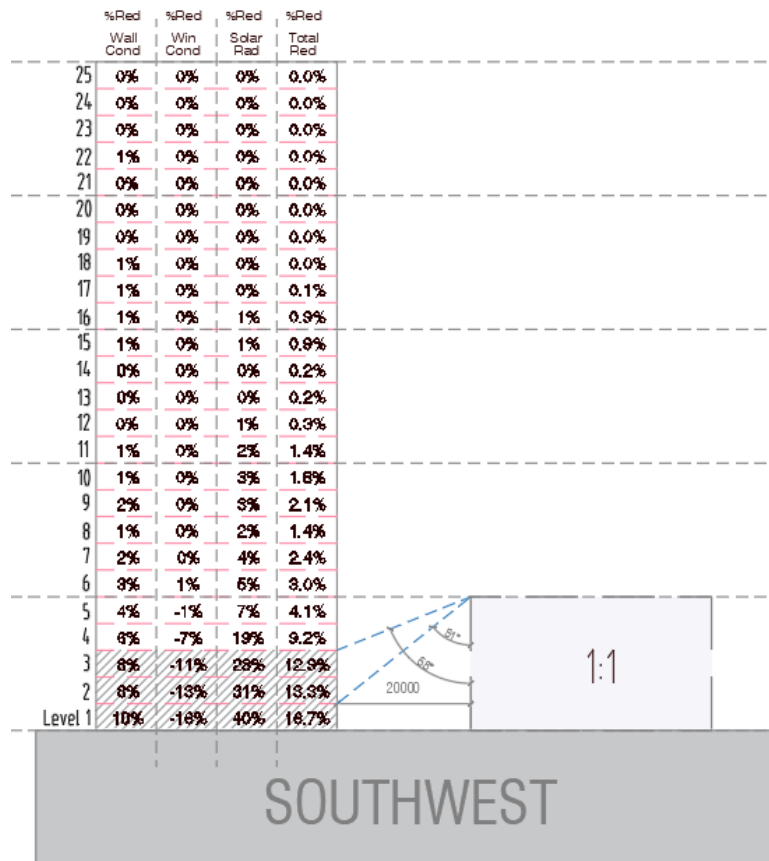 %Red %Red %Red %Red
Wall Cond Win Cond Solar Rad Total Red
25 0% 0% 0% 0.0%
24 0% 0% 0% 0.0%
23 0% 0% 0% 0.0%
22 1% 0% 0% 0.0%
21 0% 0% 0% 0.0%
20 0% 0% 0% 0.0%
19 0% 0% 0% 0.0%
18 1% 0% 0% 0.0%
17 1% 0% 0% 0.1%
16 1% 0% 1% 0.9%
15 1% 0% 1% 0.9%
14 0% 0% 0% 0.2%
13 0% 0% 0% 0.2%
12 0% 0% 1% 0.3%
11 1% 0% 2% 1.4%
10 1% 0% 3%
9 2% 0% 3% 2.1%
8 1% 0% 2% 1.4%
7 2% 0% 4% 2.4%
6 3% 1% 5% 3.0%
5 4% -1% 7% 4.1%
4 6% -7% 19% 9.2%
3 8% -11% 12.9%
2 -13% 31% 13.3%
Level 1 10% 40% 16.7%
68°
20000
1:1
SOUTHWEST